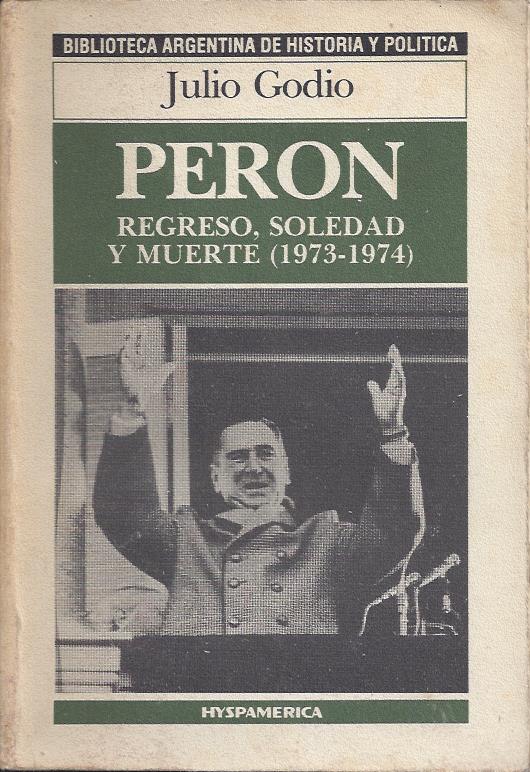 BIBLIOTECA ARGENTINA DE HISTORIA Y POLITICA
Julio Godio
PERON
REGRESO, SOLEDAD
Y MUERTE (1973-1974)
HYSPAMERICA